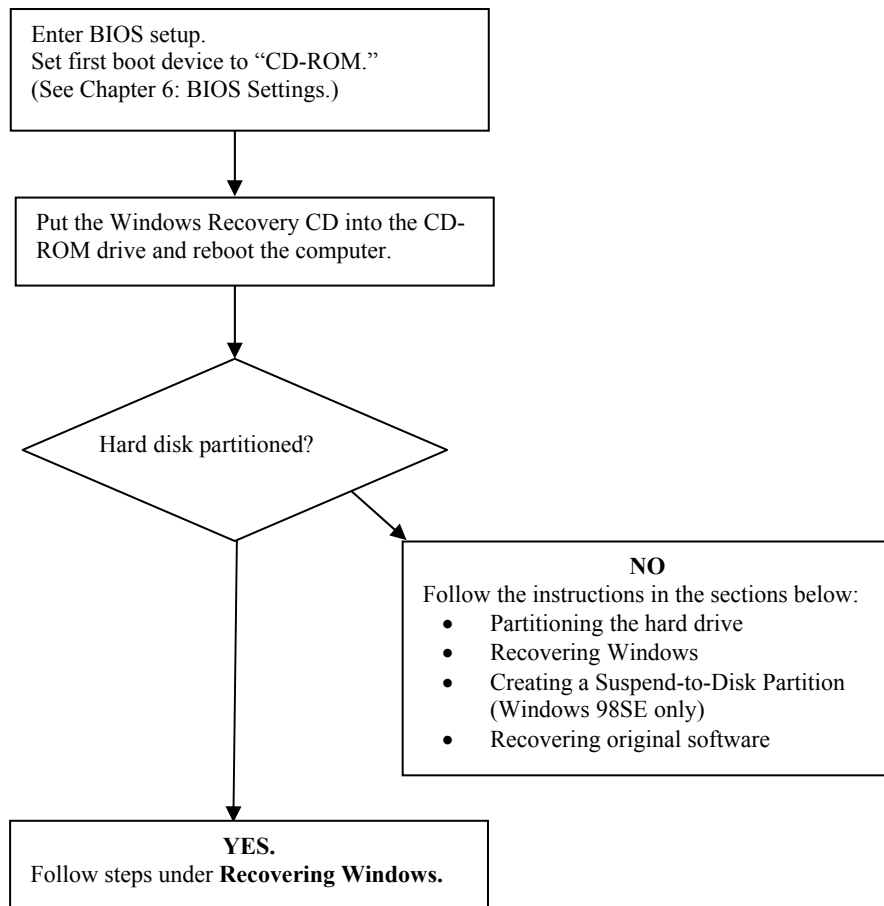 Enter BIOS setup.
Set first boot device to “CD-ROM.”
(See Chapter 6: BIOS Settings.)
Put the Windows Recovery CD into the CD-
ROM drive and reboot the computer.
Hard disk partitioned?
NO
Follow the instructions in the sections below:
• Partitioning the hard drive
• Recovering Windows
• Creating a Suspend-to-Disk Partition
(Windows 98SE only)
• Recovering original software
YES.
Follow steps under Recovering Windows.